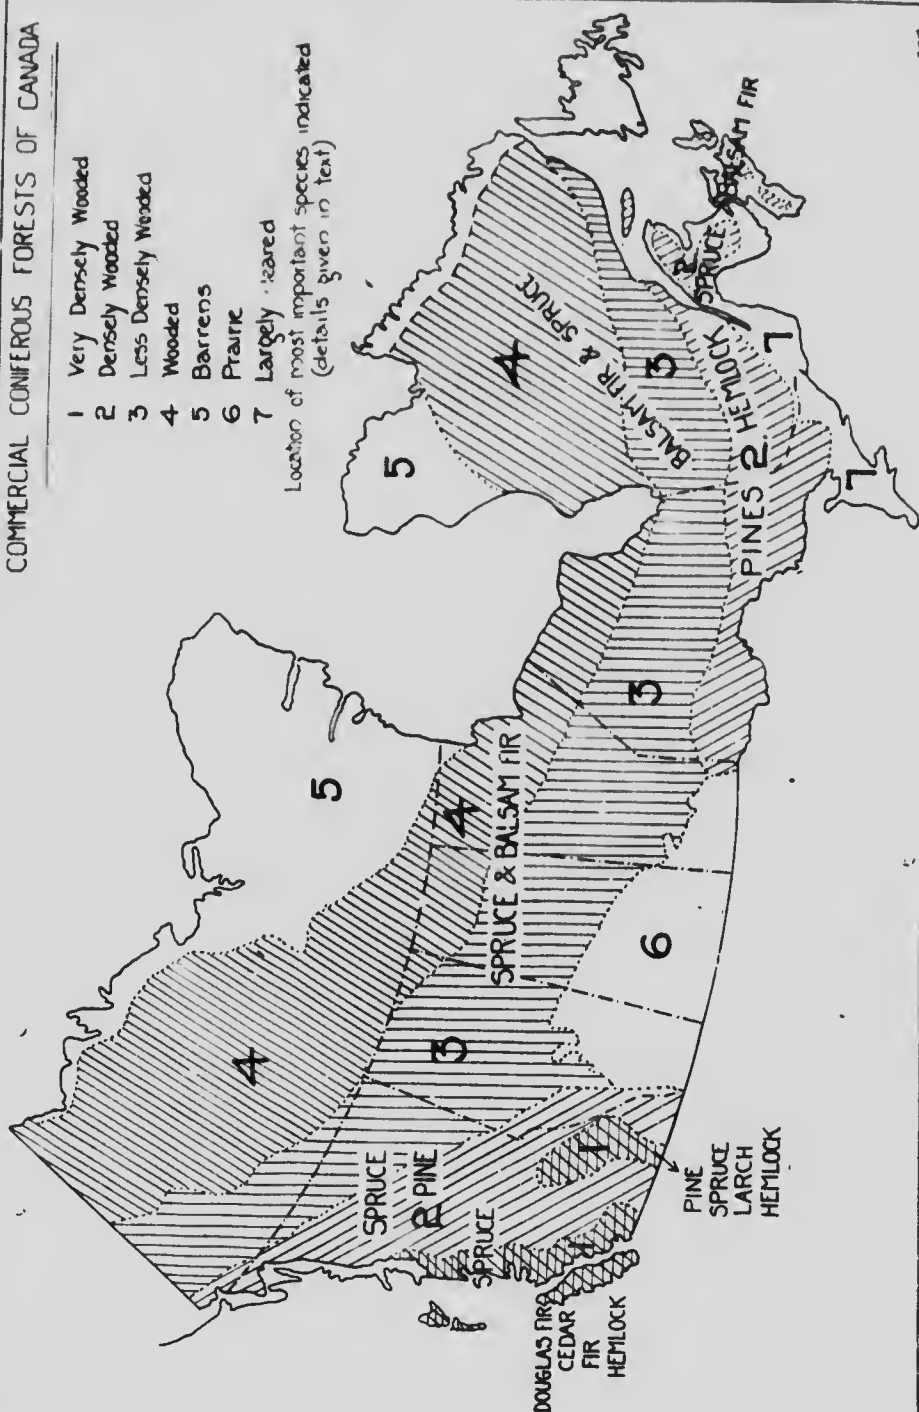 COMMERCIAL CONIFEROUS FORESTS OF CANADA
1 Very Densely Wooded
2 Densely Wooded
3 Less Densely Wooded
4 Wooded
5 Barrens
6 Prairie
7 Largely
Location of most important species indicated
(details given in text)
4
5
5
4
3
SPRUCE
2 PINE
SPRUCE
1
DOUGLAS FIR
CEDAR
FIR
HEMLOCK
PINE
SPRUCE
LARCH
HEMLOCK
SPRUCE & BALSAM FIR
6
3
4
BALSAM FIR & SPRUCE
3
PINES 2 HEMLOCK
7
7
2
SPRUCE
BALSAM FIR